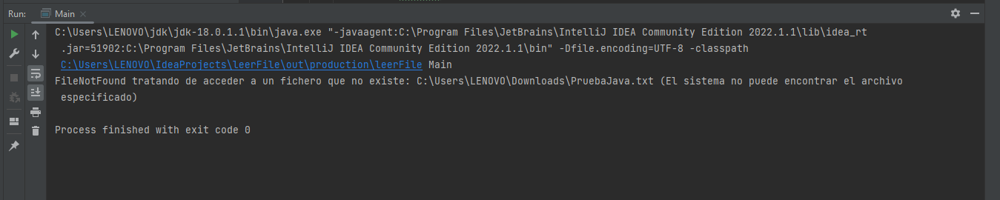 Run:
Main
C:\Users\LENOVO\jdk\jdk-18.0.1.1\bin\java.exe "-javaagent:C:\Program Files\JetBrains\IntelliJ IDEA Community Edition 2022.1.1\lib\idea_rt
.jar=51902:C:\Program Files\JetBrains\IntelliJ IDEA Community Edition 2022.1.1\bin" -Dfile.encoding=UTF-8 -classpath
C:\Users\LENOVO\IdeaProjects\leerFile\out\production\leerFile Main
FileNotFound tratando de acceder a un fichero que no existe: C:\Users\LENOVO\Downloads\PruebaJava.txt (El sistema no puede encontrar el archivo
especificado)
Process finished with exit code 0